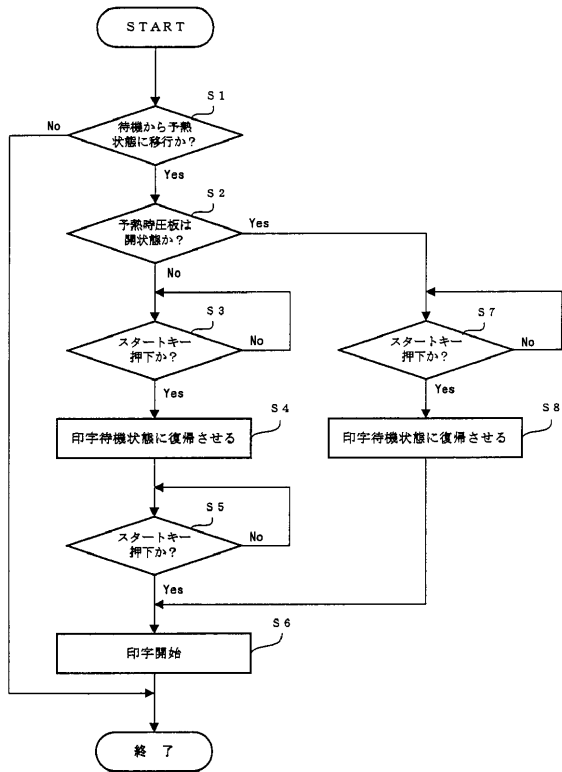 ＳＴＡＲＴ
Ｓ１
No
待機から予熱
状態に移行か？
Yes
Ｓ２
予熱時圧板は
開状態か？
Yes
No
Ｓ３
スタートキー
押下か？
No
Yes
Ｓ７
スタートキー
押下か？
No
Yes
Ｓ４
印字待機状態に復帰させる
Ｓ８
印字待機状態に復帰させる
Ｓ５
スタートキー
押下か？
No
Yes
Ｓ６
印字開始
終　了